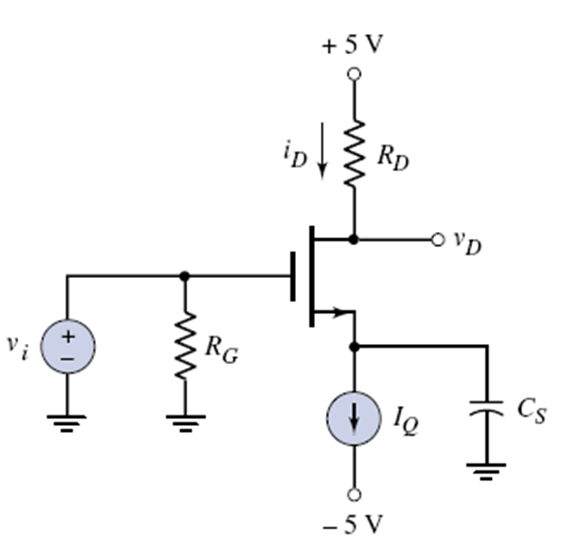 + 5 V
i_D
R_D
v_D
v_i
+
−
R_G
I_Q
C_S
− 5 V